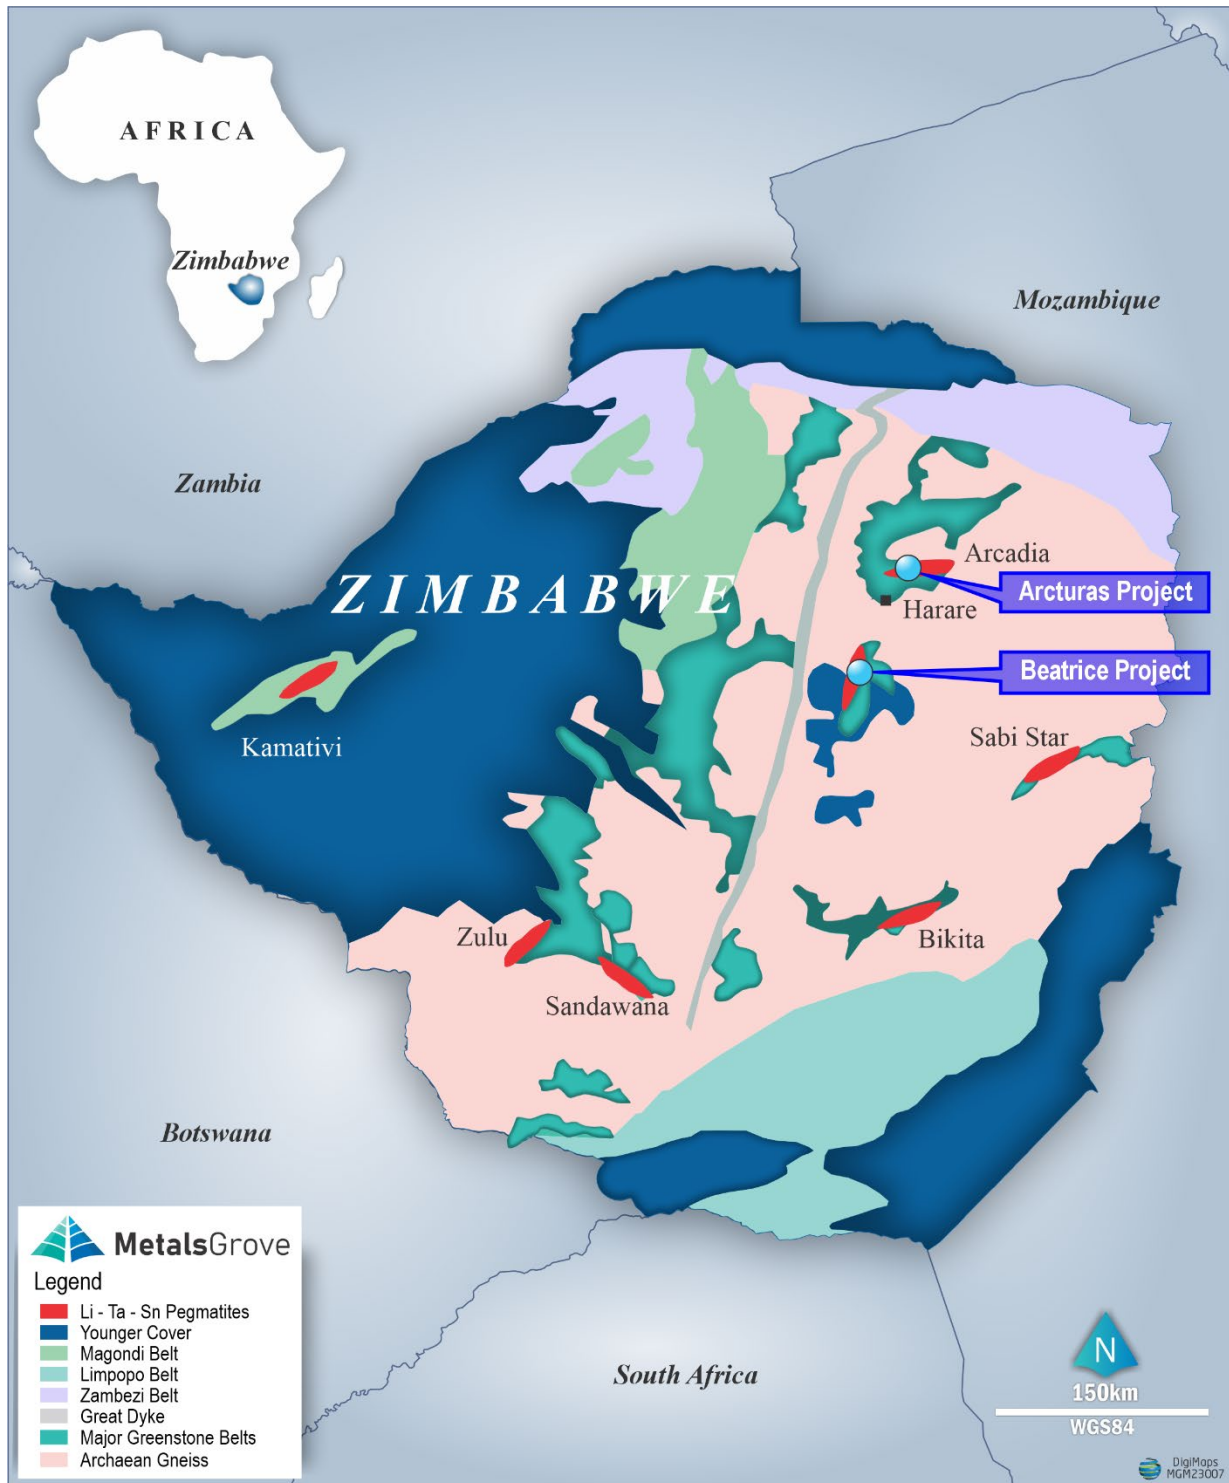 AFRICA
Zimbabwe
Mozambique
Zambia
ZIMBABWE
Arcadia
Arcturas Project
Harare
Beatrice Project
Sabi Star
Kamativi
Zulu
Bikita
Sandawana
Botswana
South Africa
MetalsGrove
Legend
Li - Ta - Sn Pegmatites
Younger Cover
Magondi Belt
Limpopo Belt
Zambezi Belt
Great Dyke
Major Greenstone Belts
Archaean Gneiss
N
150km
WGS84
DigiMaps
MGM23007